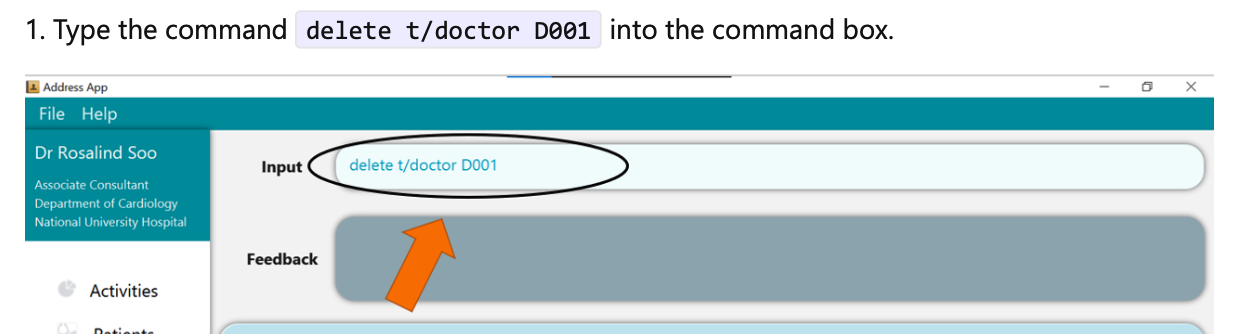 1. Type the command delete t/doctor D001 into the command box.
Address App
File Help
Dr Rosalind Soo
Associate Consultant
Department of Cardiology
National University Hospital
Input
delete t/doctor D001
Feedback
Activities
Patients